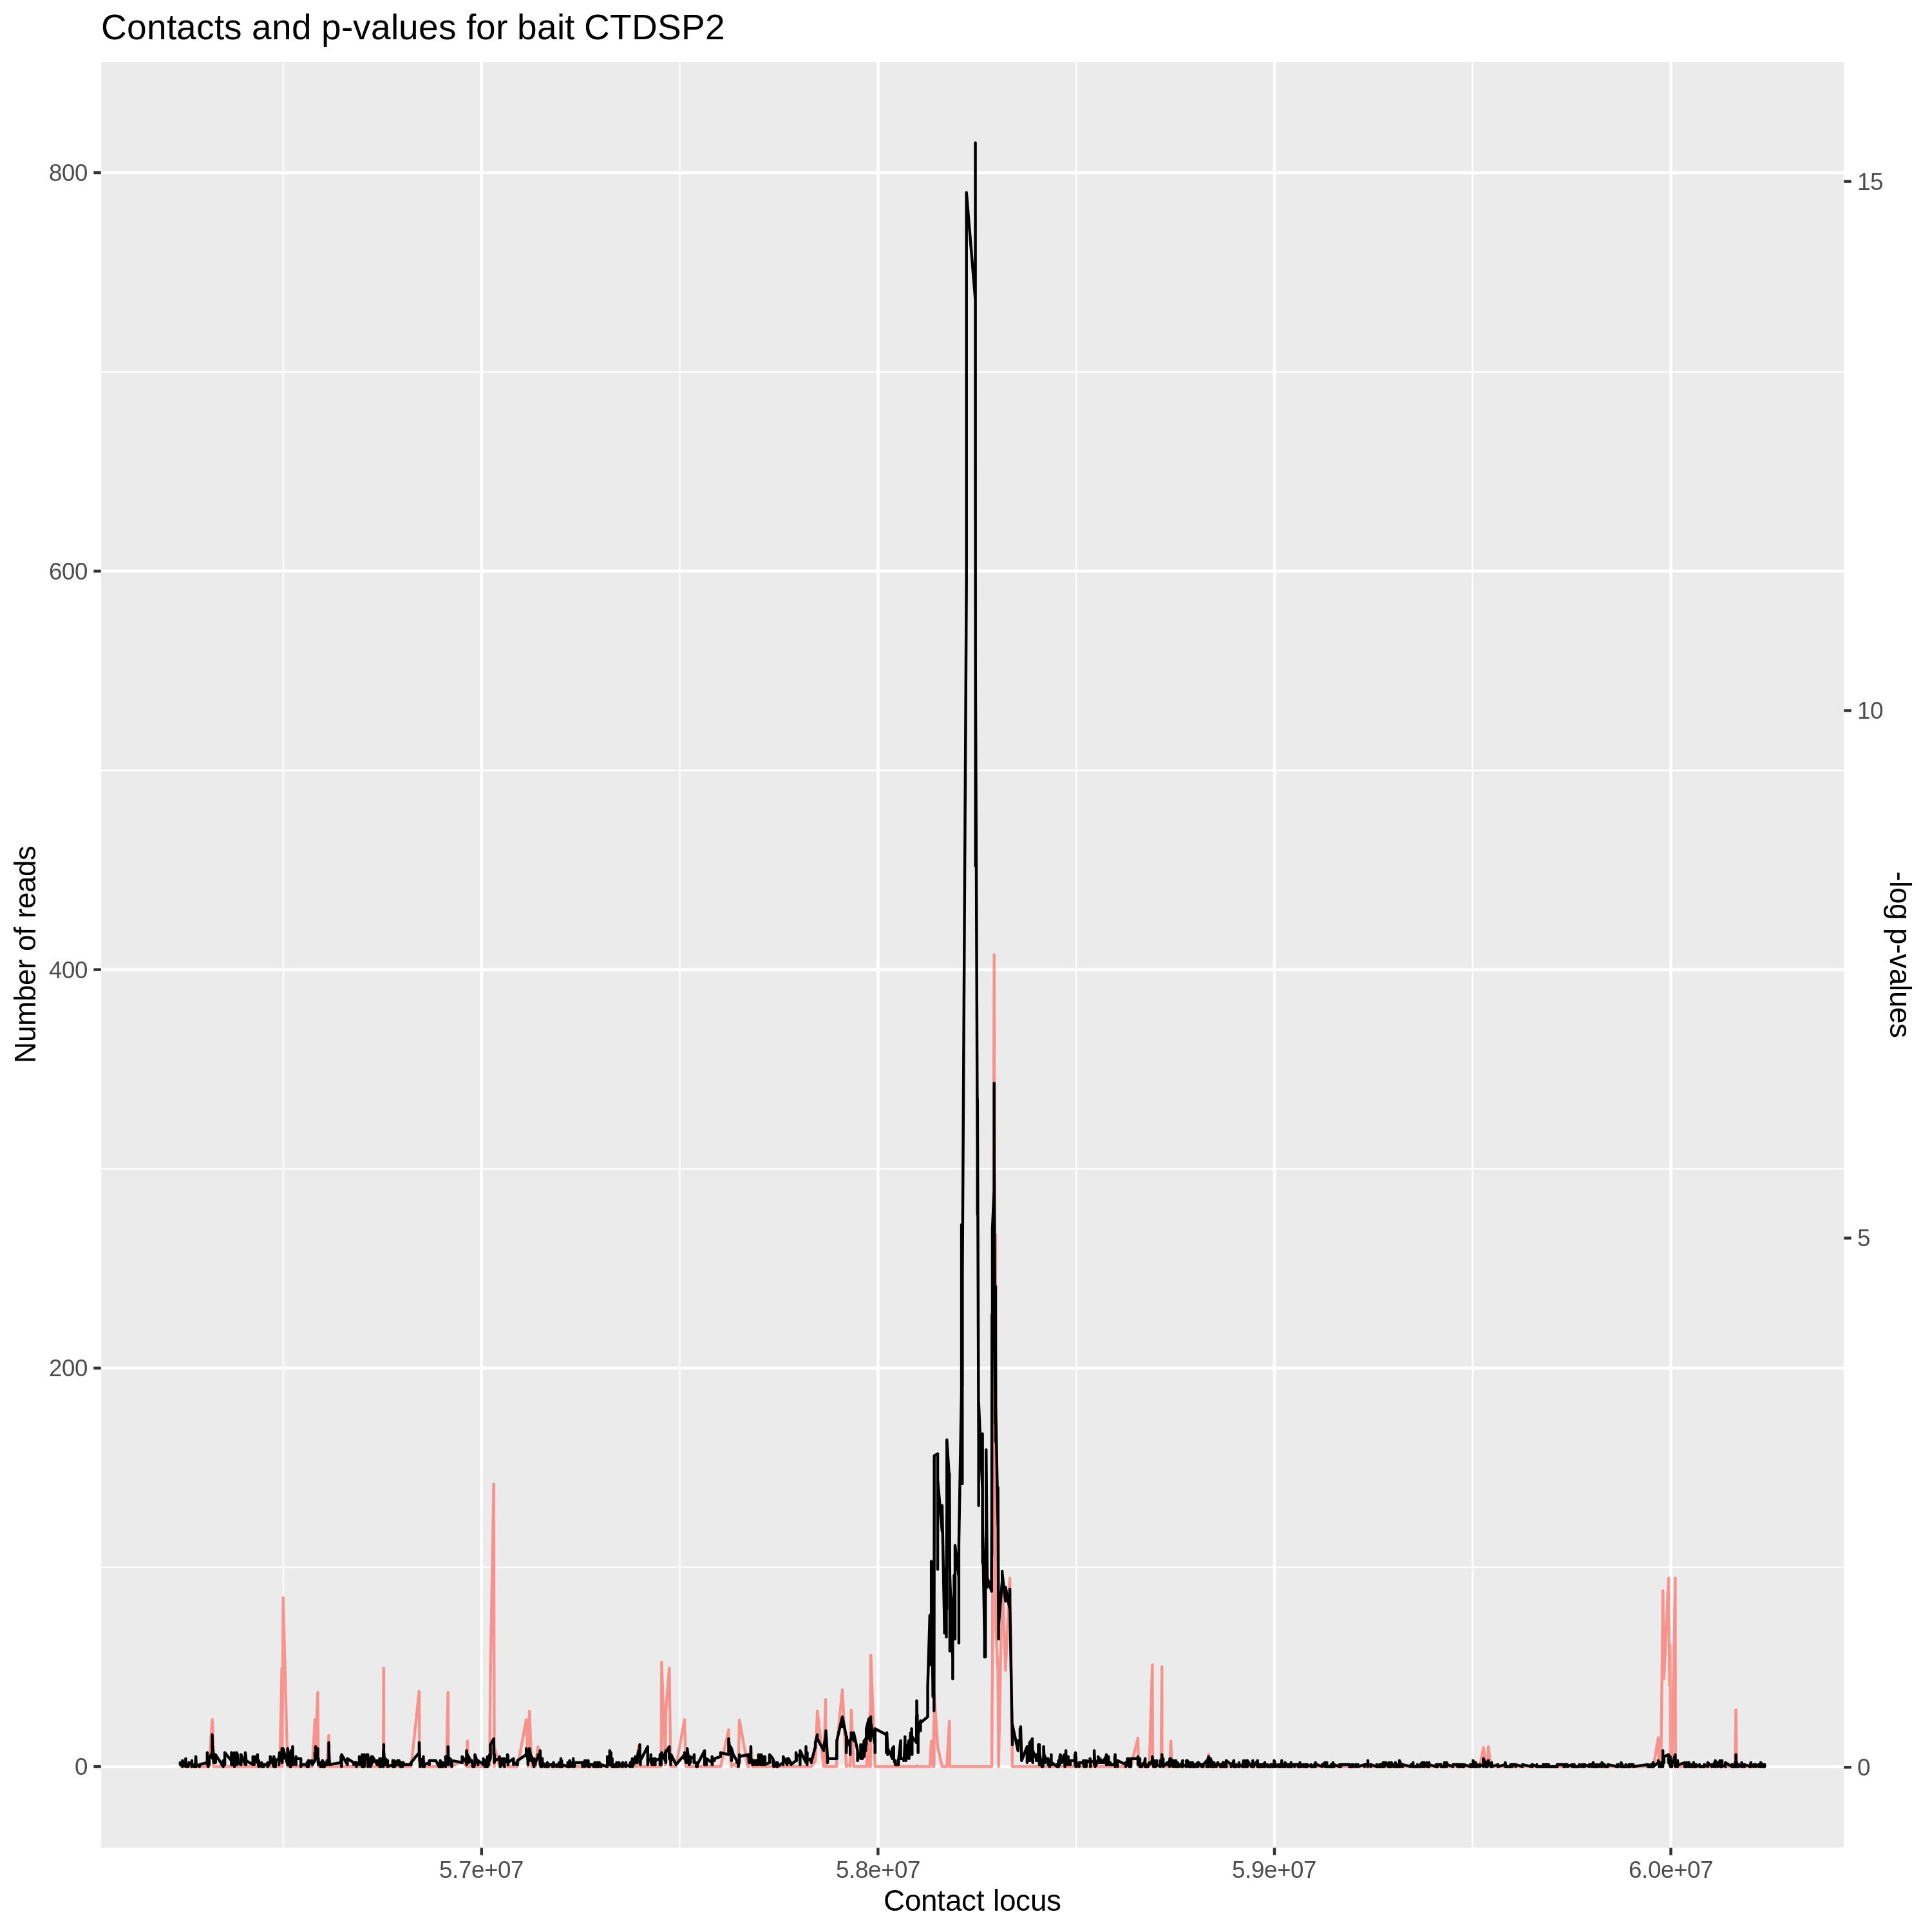 Contacts and p-values for bait CTDSP2
800
600
400
200
0
Number of reads
15
10
5
0
-log p-values
5.7e+07
5.8e+07
5.9e+07
6.0e+07
Contact locus